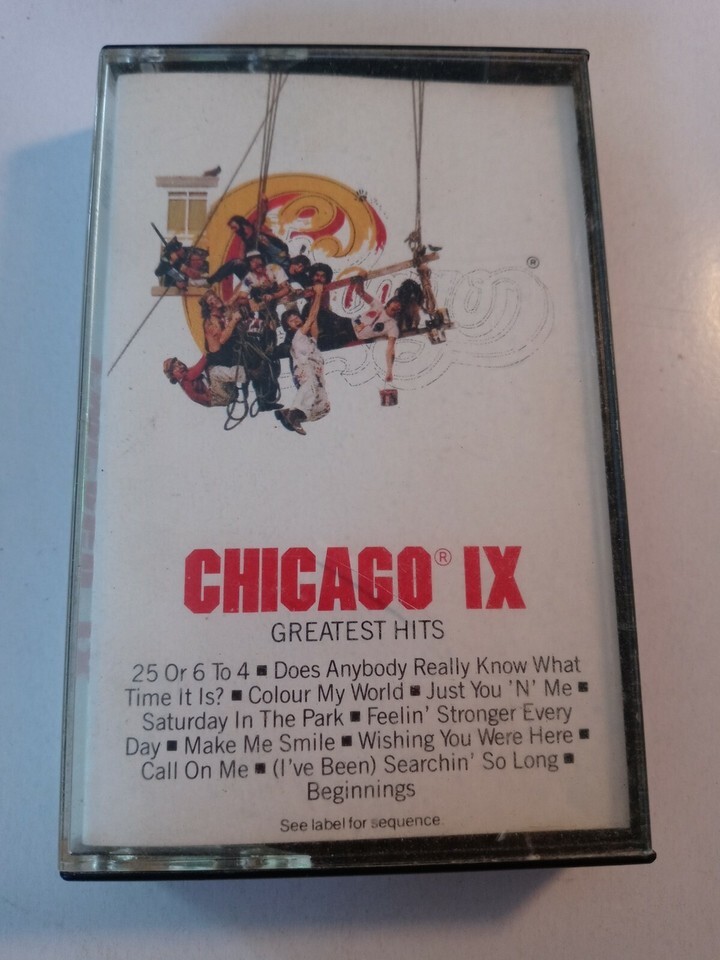 ®
CHICAGO® IX
GREATEST HITS
25 Or 6 To 4 ■ Does Anybody Really Know What
Time It Is? ■ Colour My World ■ Just You 'N' Me ■
Saturday In The Park ■ Feelin' Stronger Every
Day ■ Make Me Smile ■ Wishing You Were Here ■
Call On Me ■ (I've Been) Searchin' So Long ■
Beginnings
See label for sequence